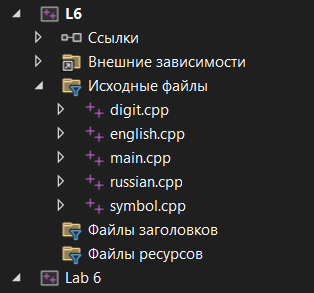 L6
Ссылки
Внешние зависимости
Исходные файлы
digit.cpp
english.cpp
main.cpp
russian.cpp
symbol.cpp
Файлы заголовков
Файлы ресурсов
Lab 6